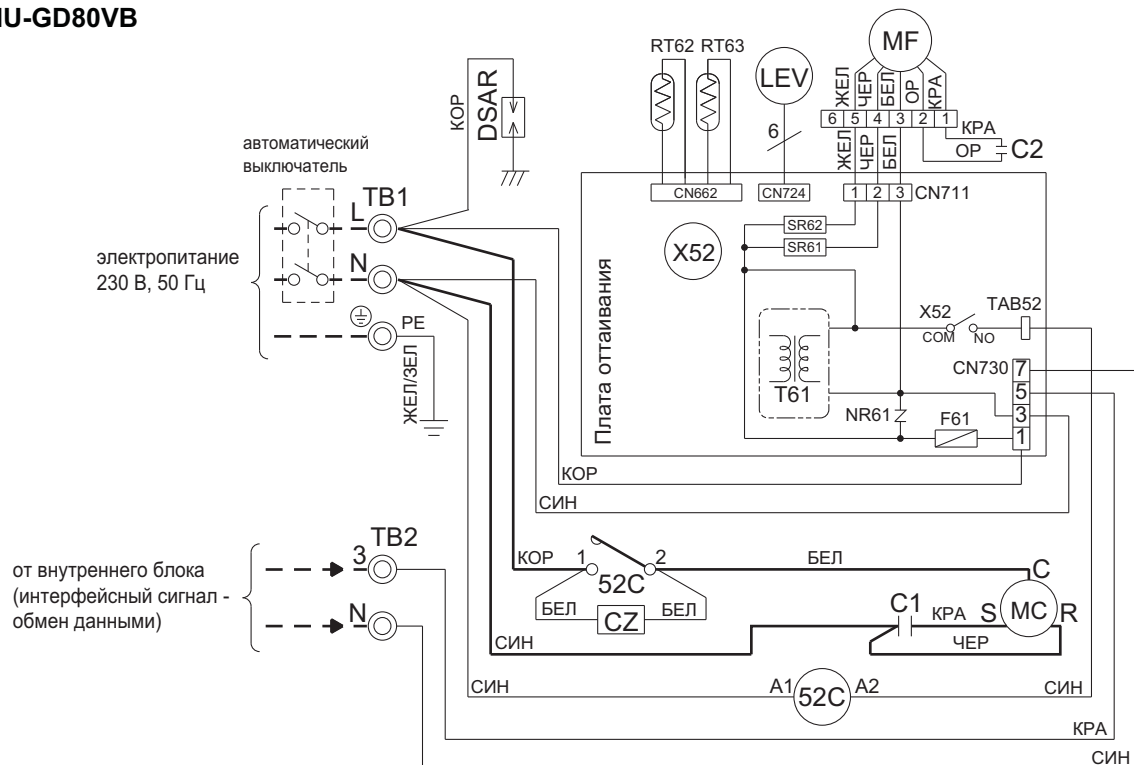 MU-GD80VB
RT62 RT63
LEV
MF
6
ЖЕЛ
ЧЕР
БЕЛ
ОР
КРА
6 5 4 3 2 1
КРА
ОР
C2
ЖЕЛ
ЧЕР
БЕЛ
КОР
DSAR
автоматический
выключатель
TB1
L
N
PE
ЖЕЛ/ЗЕЛ
электропитание
230 В, 50 Гц
CN662
CN724
1 2 3
CN711
SR62
SR61
X52
Плата оттаивания
X52
COM
NO
TAB52
T61
NR61
F61
CN730
7
5
3
1
КОР
СИН
TB2
3
N
от внутреннего блока
(интерфейсный сигнал -
обмен данными)
КОР
1
2
52C
БЕЛ
БЕЛ
CZ
БЕЛ
C
C1
КРА
S
MC
R
ЧЕР
СИН
СИН
A1
52C
A2
СИН
КРА
СИН